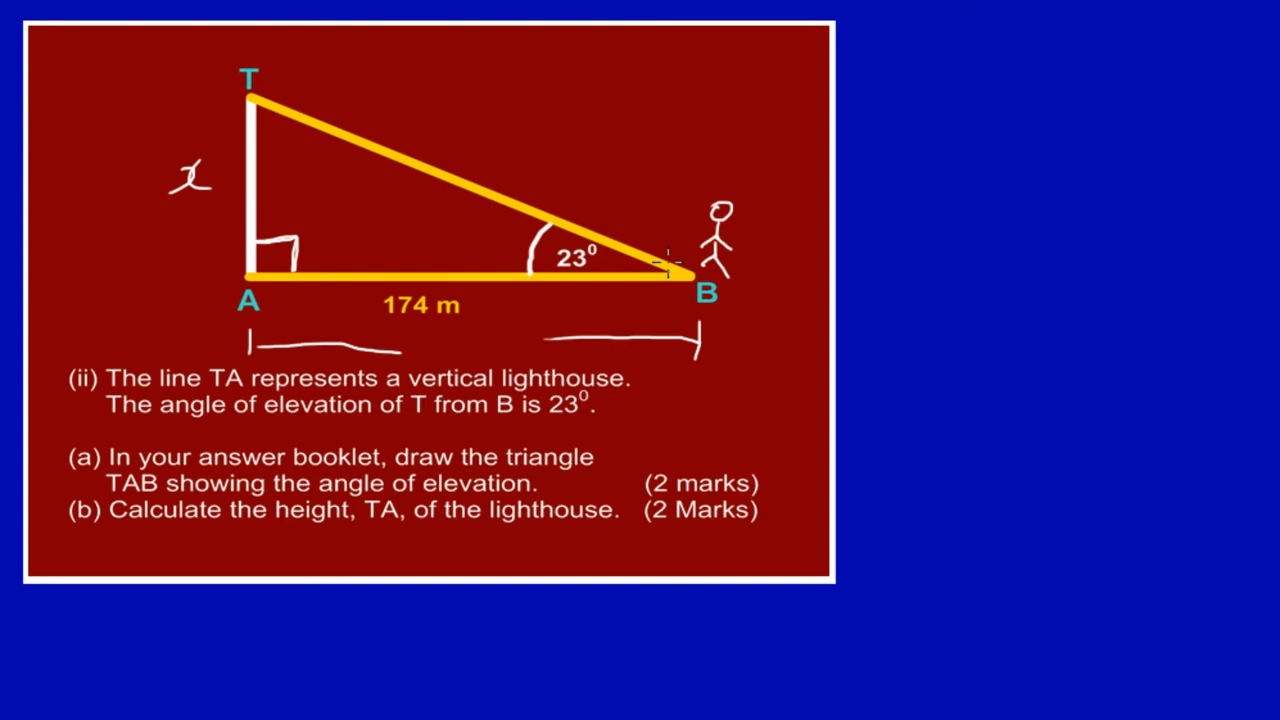 T
x
23⁰
A
174 m
B
(ii) The line TA represents a vertical lighthouse.
The angle of elevation of T from B is 23⁰.
(a) In your answer booklet, draw the triangle
TAB showing the angle of elevation. (2 marks)
(b) Calculate the height, TA, of the lighthouse. (2 Marks)